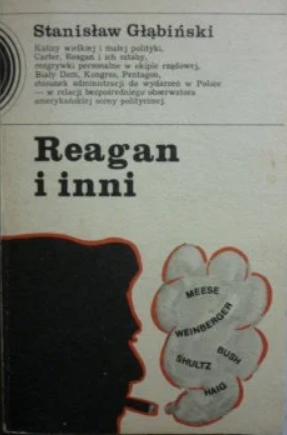 Stanisław Głąbiński
Kulisy wielkiej i małej polityki,
Carter, Reagan i ich sztaby,
rozgrywki personalne w ekipie rządowej,
Biały Dom, Kongres, Pentagon,
stosunek administracji do wydarzeń w Polsce
— w relacji bezpośredniego obserwatora
amerykańskiej sceny politycznej.
Reagan
i inni
MEESE
WEINBERGER
BUSH
SHULTZ
HAIG